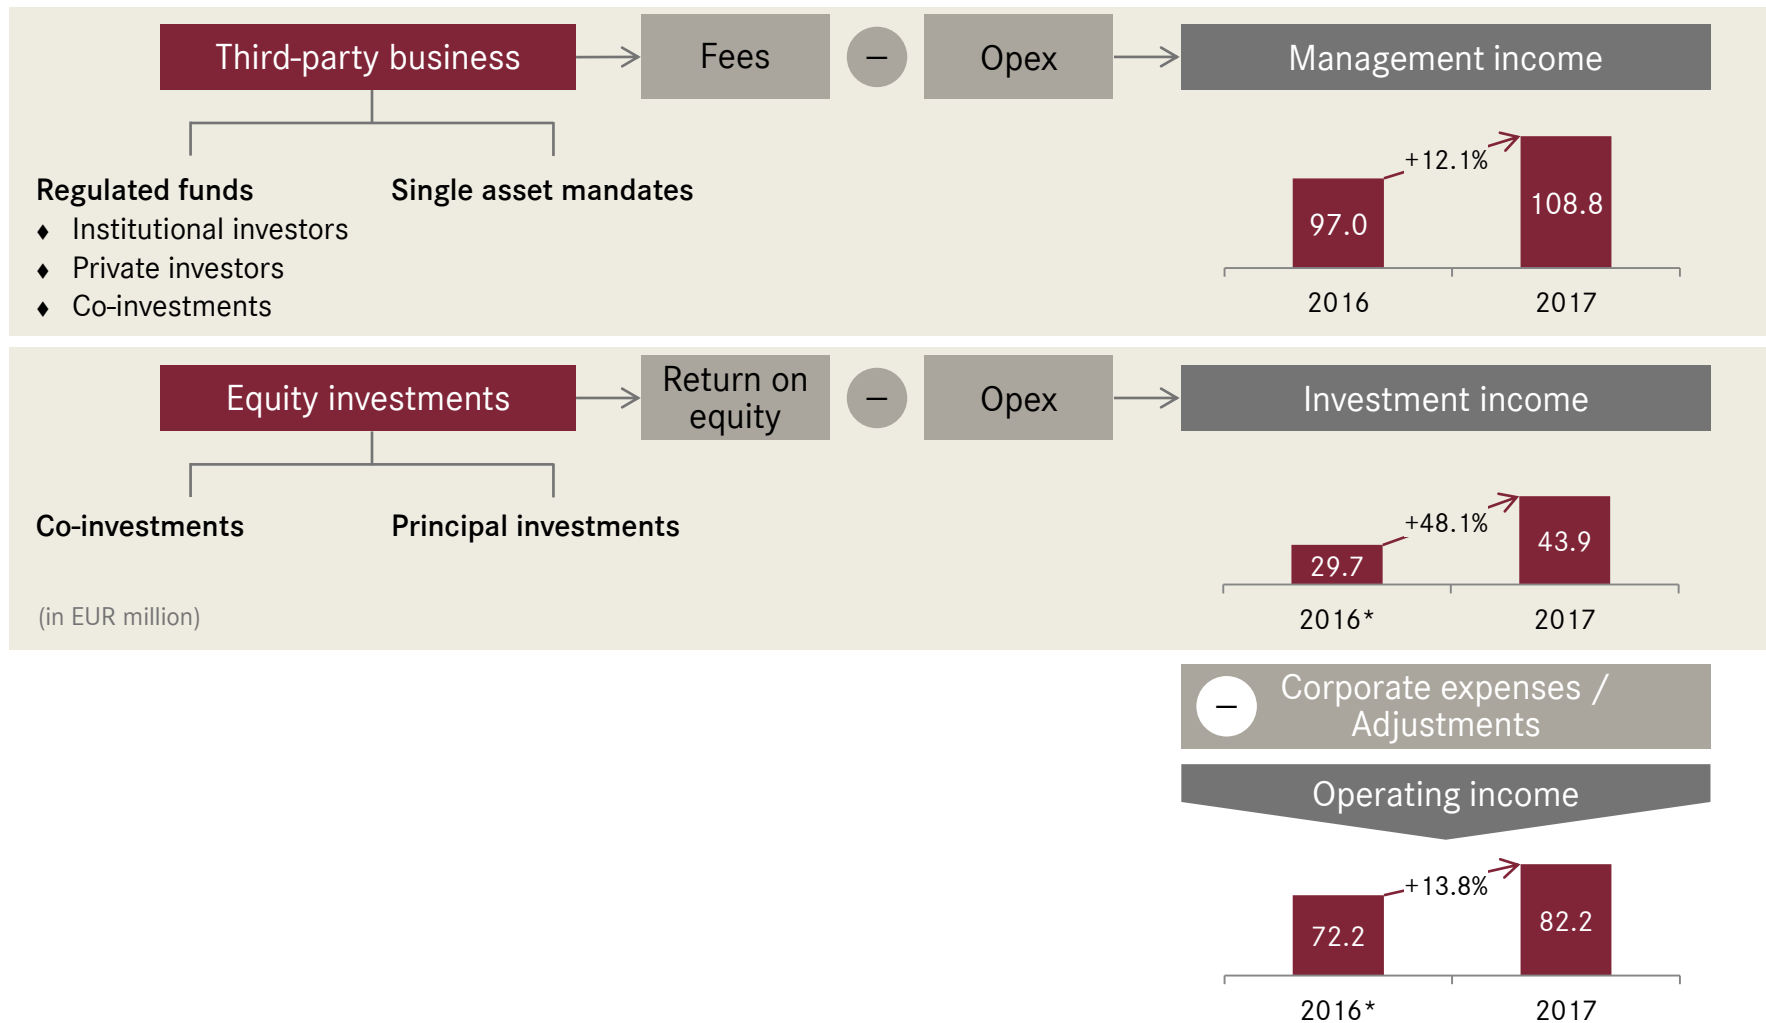 Third-party business
Fees
–
Opex
Management income
Regulated funds
♦ Institutional investors
♦ Private investors
♦ Co-investments
Single asset mandates
+12.1%
97.0
108.8
2016
2017
Equity investments
Return on
equity
–
Opex
Investment income
Co-investments
Principal investments
(in EUR million)
+48.1%
29.7
43.9
2016*
2017
–
Corporate expenses /
Adjustments
Operating income
+13.8%
72.2
82.2
2016*
2017